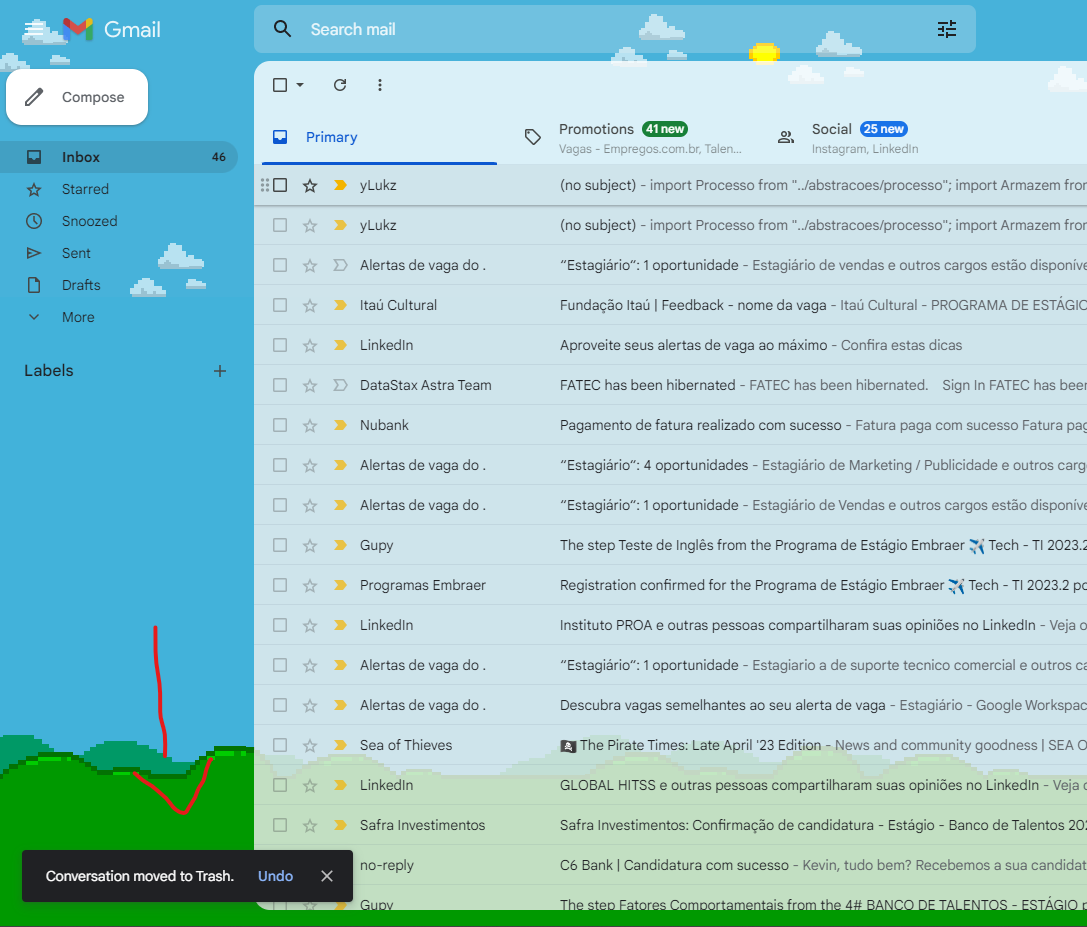 Gmail
Search mail
Compose
Inbox 46
Starred
Snoozed
Sent
Drafts
More
Labels
Primary
Promotions 41 new
Vagas - Empregos.com.br, Talen...
Social 25 new
Instagram, LinkedIn
yLukz (no subject) - import Processo from "../abstracoes/processo"; import Armazem from
yLukz (no subject) - import Processo from "../abstracoes/processo"; import Armazem from
Alertas de vaga do . “Estagiário“: 1 oportunidade - Estagiário de vendas e outros cargos estão disponíve
Itaú Cultural Fundação Itaú | Feedback - nome da vaga - Itaú Cultural - PROGRAMA DE ESTÁGIO
LinkedIn Aproveite seus alertas de vaga ao máximo - Confira estas dicas
DataStax Astra Team FATEC has been hibernated - FATEC has been hibernated. Sign In FATEC has been
Nubank Pagamento de fatura realizado com sucesso - Fatura paga com sucesso Fatura pag
Alertas de vaga do . “Estagiário“: 4 oportunidades - Estagiário de Marketing / Publicidade e outros carg
Alertas de vaga do . “Estagiário“: 1 oportunidade - Estagiário de Vendas e outros cargos estão disponíve
Gupy The step Teste de Inglês from the Programa de Estágio Embraer ✈️ Tech - TI 2023.2
Programas Embraer Registration confirmed for the Programa de Estágio Embraer ✈️ Tech - TI 2023.2 po
LinkedIn Instituto PROA e outras pessoas compartilharam suas opiniões no LinkedIn - Veja o
Alertas de vaga do . “Estagiário“: 1 oportunidade - Estagiario a de suporte tecnico comercial e outros ca
Alertas de vaga do . Descubra vagas semelhantes ao seu alerta de vaga - Estagiário - Google Workspac
Sea of Thieves 🏴‍☠️ The Pirate Times: Late April '23 Edition - News and community goodness | SEA O
LinkedIn GLOBAL HITSS e outras pessoas compartilharam suas opiniões no LinkedIn - Veja o
Safra Investimentos Safra Investimentos: Confirmação de candidatura - Estágio - Banco de Talentos 202
no-reply C6 Bank | Candidatura com sucesso - Kevin, tudo bem? Recebemos a sua candidat
Gupy The step Fatores Comportamentais from the 4# BANCO DE TALENTOS - ESTÁGIO p
Conversation moved to Trash. Undo